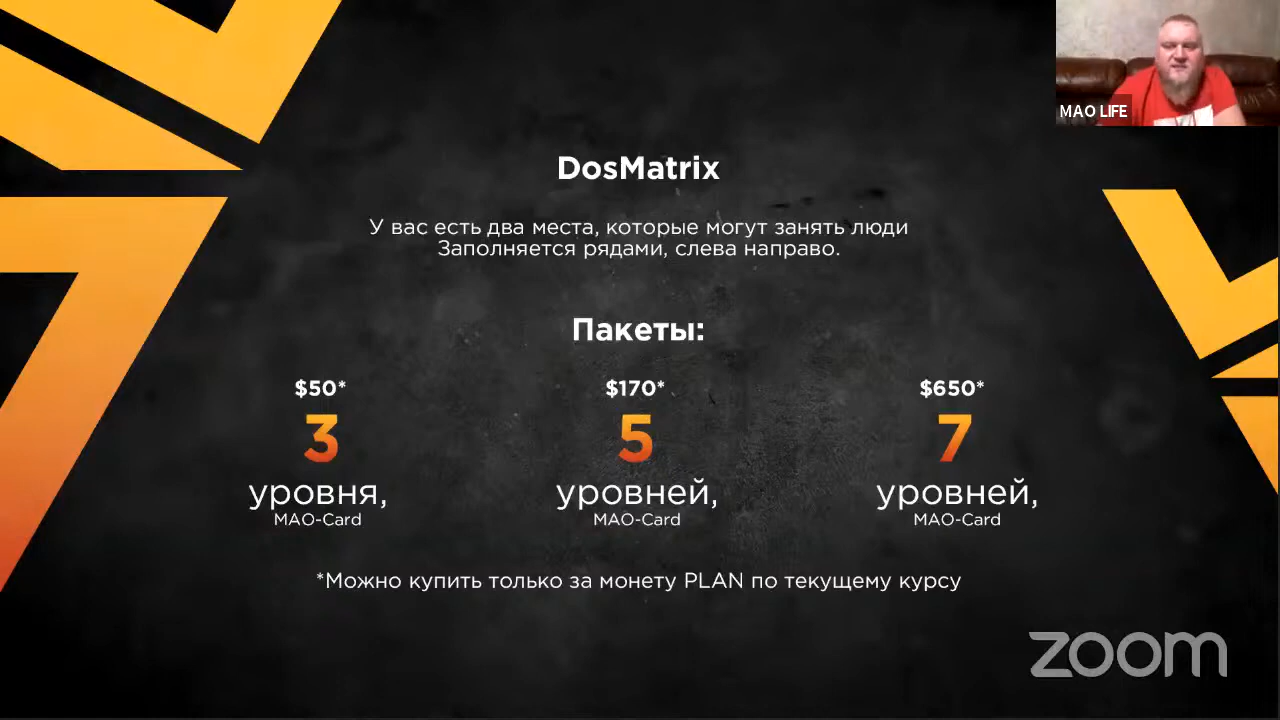 MAO LIFE
DosMatrix
У вас есть два места, которые могут занять люди
Заполняется рядами, слева направо.
Пакеты:
$50*
3
уровня,
MAO-Card
$170*
5
уровней,
MAO-Card
$650*
7
уровней,
MAO-Card
*Можно купить только за монету PLAN по текущему курсу
zoom